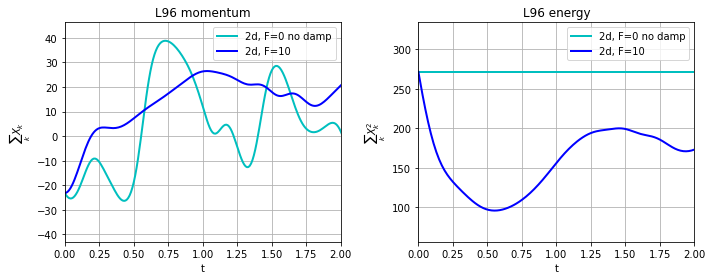 L96 momentum
2d, F=0 no damp
2d, F=10
40
30
20
10
0
−10
−20
−30
−40
∑ₖ Xₖ
0.00 0.25 0.50 0.75 1.00 1.25 1.50 1.75 2.00
t
L96 energy
2d, F=0 no damp
2d, F=10
300
250
200
150
100
∑ₖ Xₖ²
0.00 0.25 0.50 0.75 1.00 1.25 1.50 1.75 2.00
t